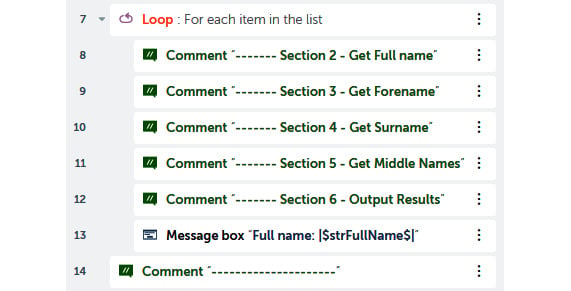 7 Loop : For each item in the list
8 Comment "------- Section 2 - Get Full name"
9 Comment "------- Section 3 - Get Forename"
10 Comment "------- Section 4 - Get Surname"
11 Comment "------- Section 5 - Get Middle Names"
12 Comment "------- Section 6 - Output Results"
13 Message box "Full name: |$strFullName$|"
14 Comment "---------------------"